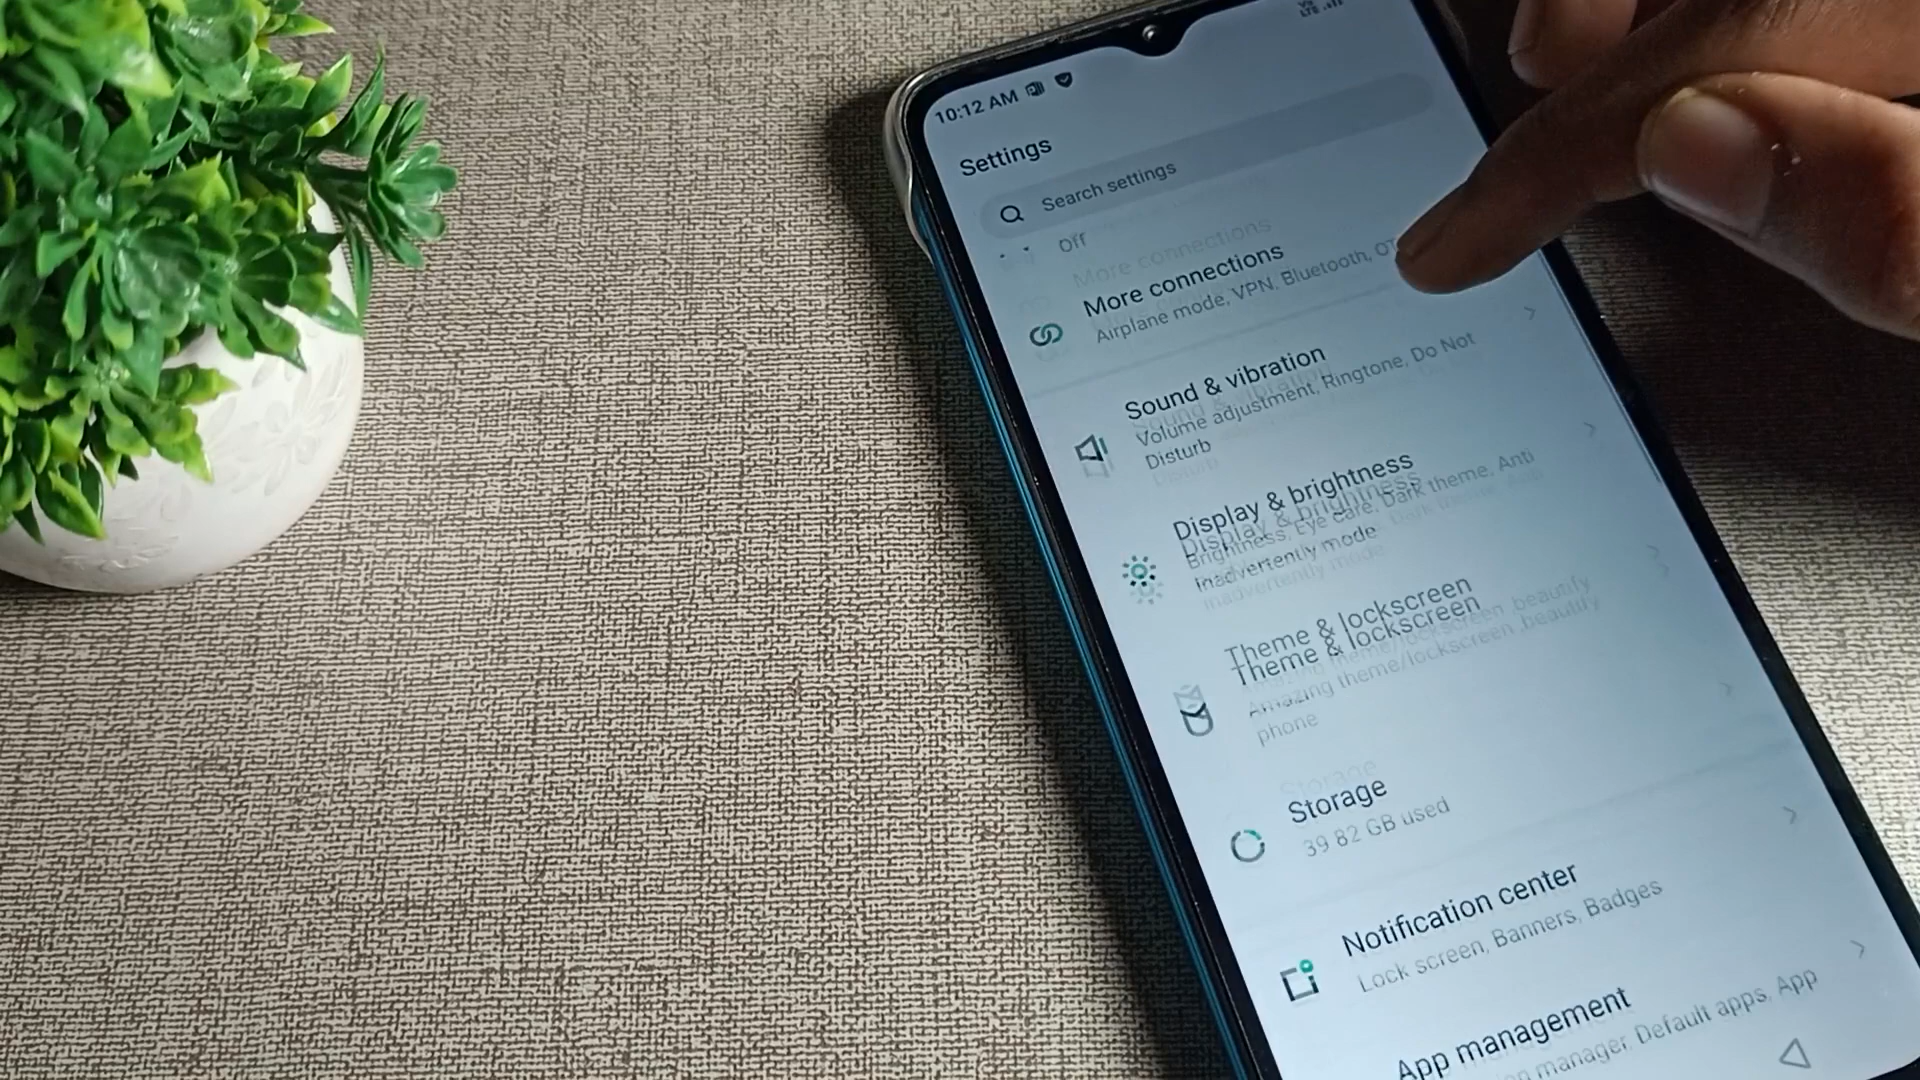 VoLTE
10:12 AM
Settings
Search settings
Off
More connections
Airplane mode, VPN, Bluetooth, OT
Sound & vibration
Volume adjustment, Ringtone, Do Not
Disturb
Display & brightness
Brightness, Eye care, Dark theme, Anti
Inadvertently mode
Theme & lockscreen
Amazing theme/lockscreen ,beautify
phone
Storage
39.82 GB used
Notification center
Lock screen, Banners, Badges
App management
manager, Default apps, App